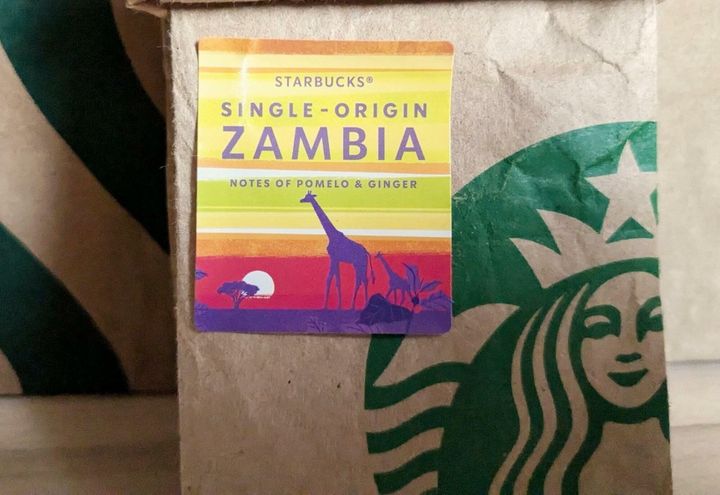 STARBUCKS®
SINGLE-ORIGIN
ZAMBIA
NOTES OF POMELO & GINGER